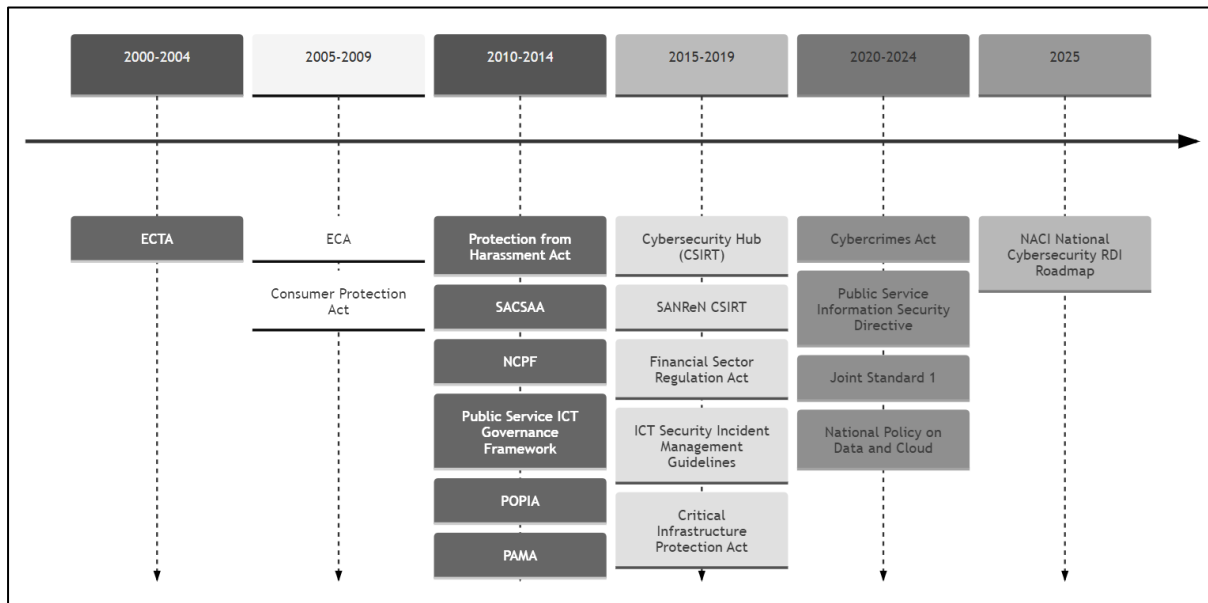 2000-2004
2005-2009
2010-2014
2015-2019
2020-2024
2025
ECTA
ECA
Consumer Protection
Act
Protection from
Harassment Act
SACSAA
NCPF
Public Service ICT
Governance
Framework
POPIA
PAMA
Cybersecurity Hub
(CSIRT)
SANReN CSIRT
Financial Sector
Regulation Act
ICT Security Incident
Management
Guidelines
Critical
Infrastructure
Protection Act
Cybercrimes Act
Public Service
Information Security
Directive
Joint Standard 1
National Policy on
Data and Cloud
NACI National
Cybersecurity RDI
Roadmap